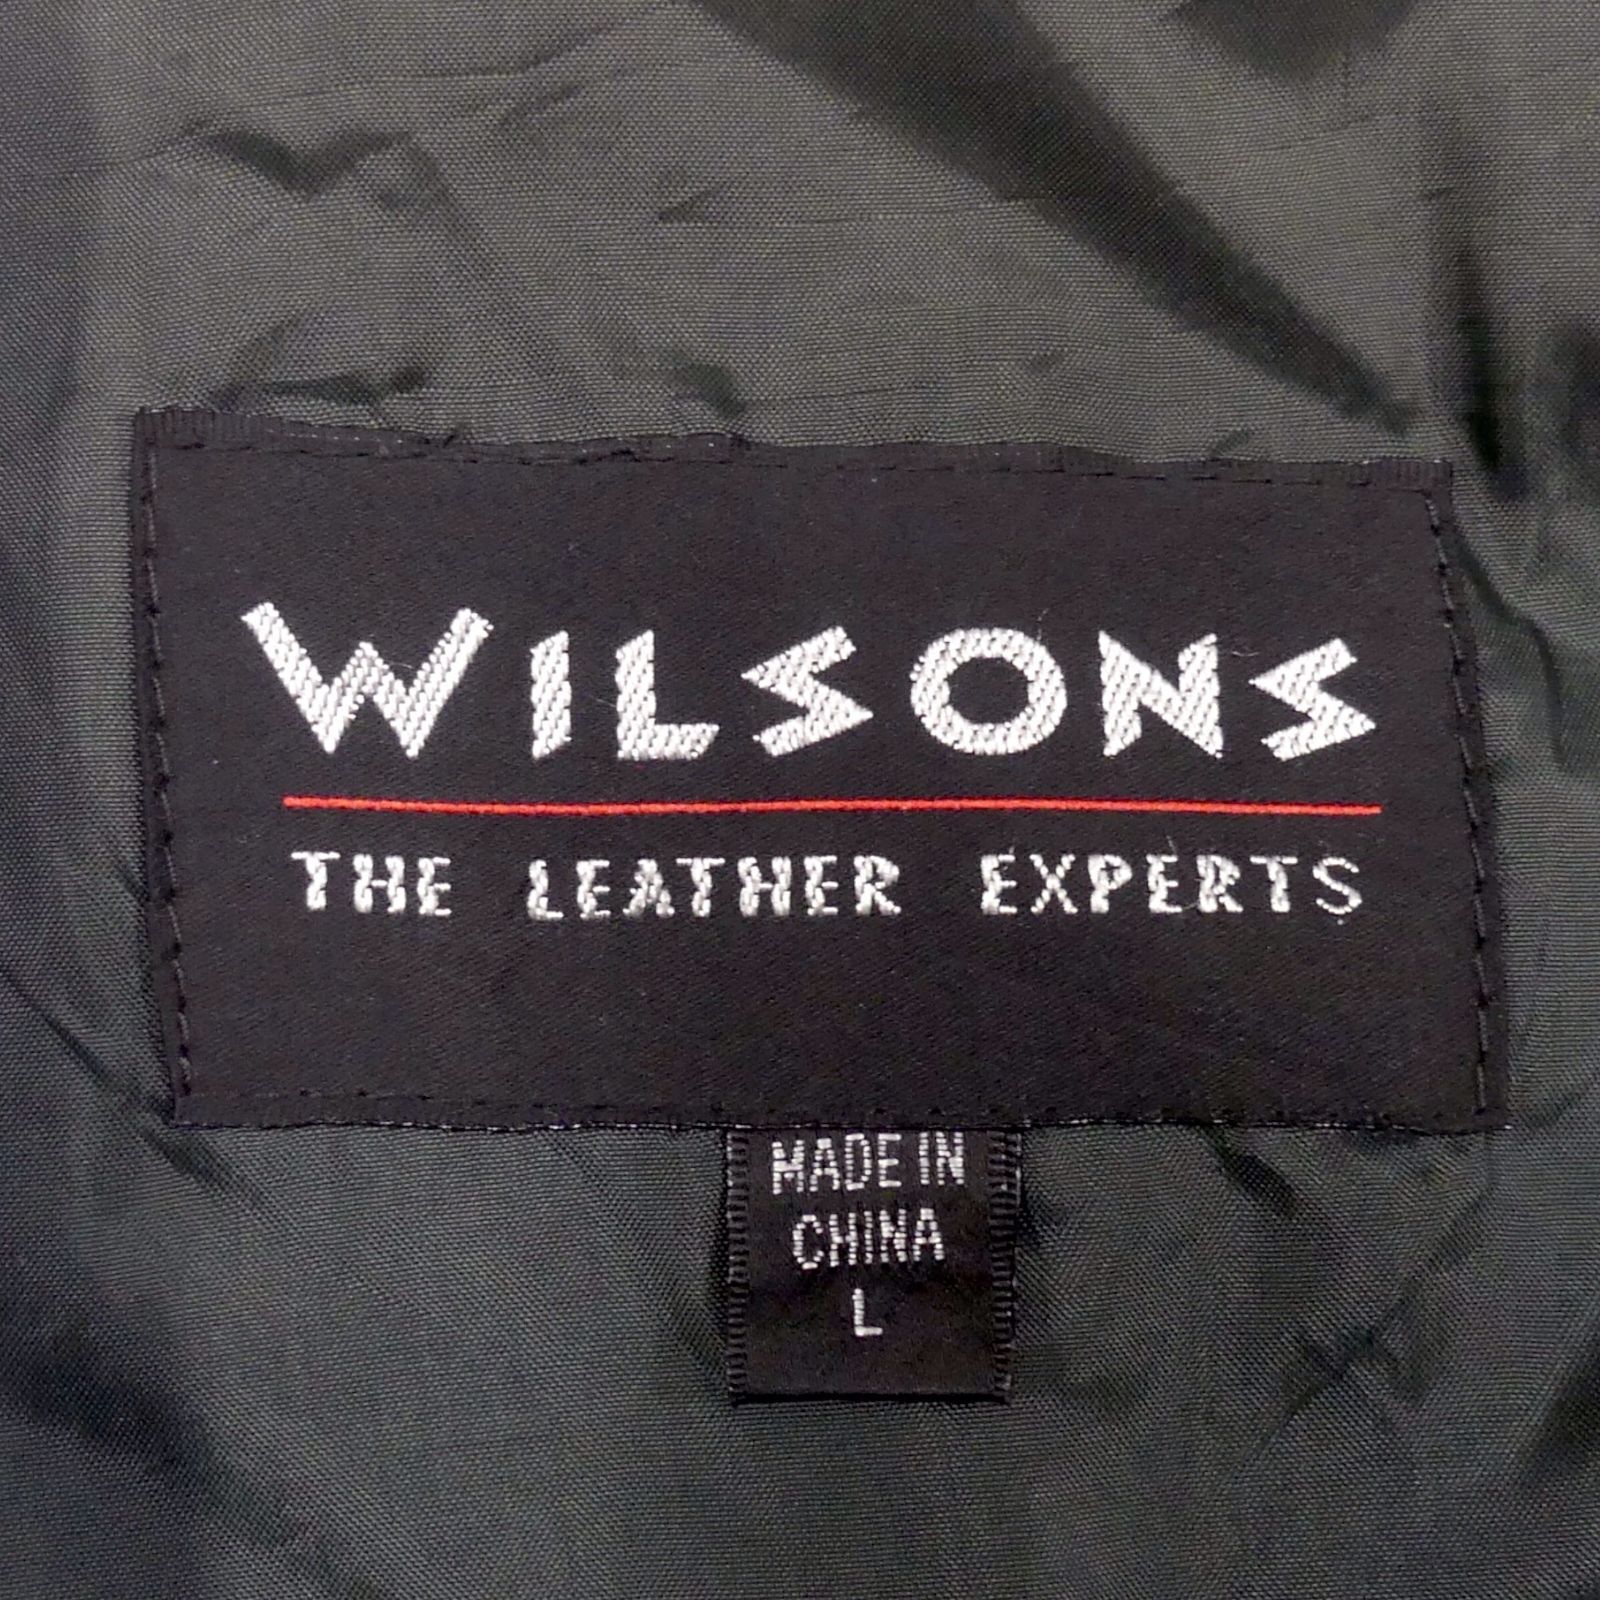 WILSONS
THE LEATHER EXPERTS
MADE IN
CHINA
L